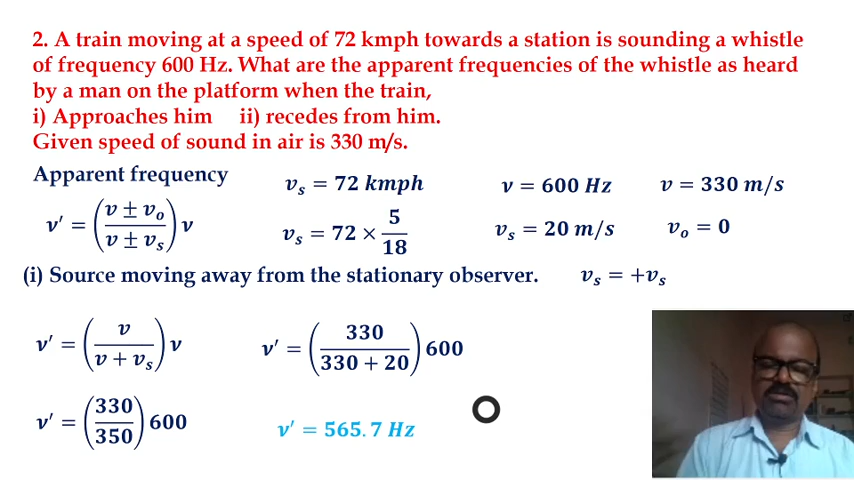 2. A train moving at a speed of 72 kmph towards a station is sounding a whistle
of frequency 600 Hz. What are the apparent frequencies of the whistle as heard
by a man on the platform when the train,
i) Approaches him ii) recedes from him.
Given speed of sound in air is 330 m/s.
Apparent frequency
v_s = 72 kmph
ν = 600 Hz
v = 330 m/s
ν′ = ((v ± v_o)/(v ± v_s)) ν
v_s = 72 × 5/18
v_s = 20 m/s
v_o = 0
(i) Source moving away from the stationary observer. v_s = +v_s
ν′ = (v/(v + v_s)) ν
ν′ = (330/(330 + 20)) 600
ν′ = (330/350) 600
ν′ = 565.7 Hz